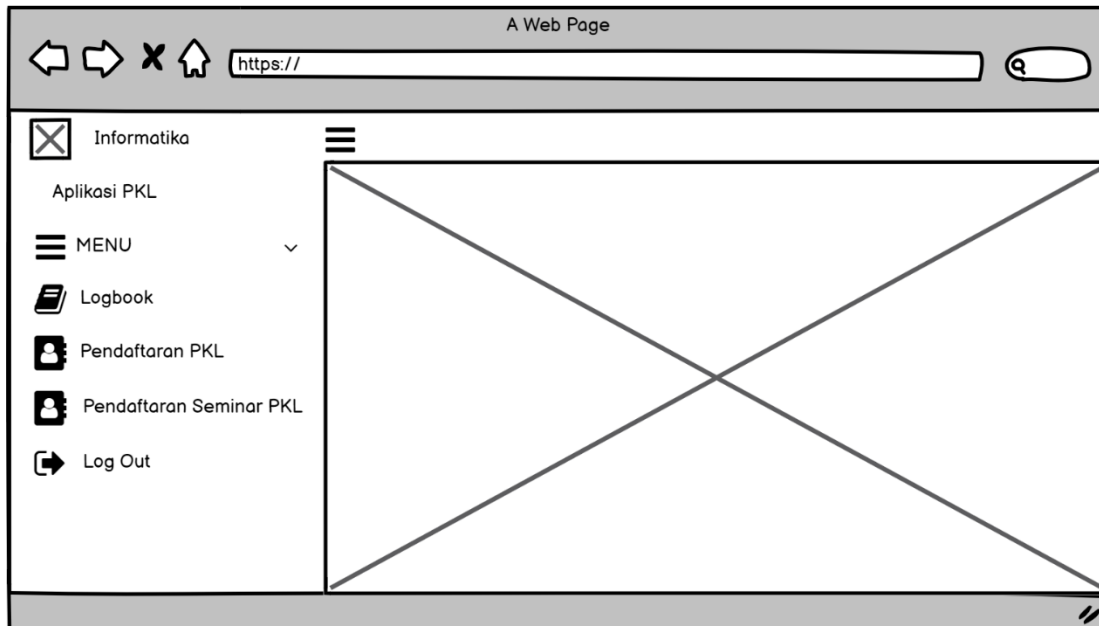 A Web Page
https://
Informatika
Aplikasi PKL
MENU
Logbook
Pendaftaran PKL
Pendaftaran Seminar PKL
Log Out